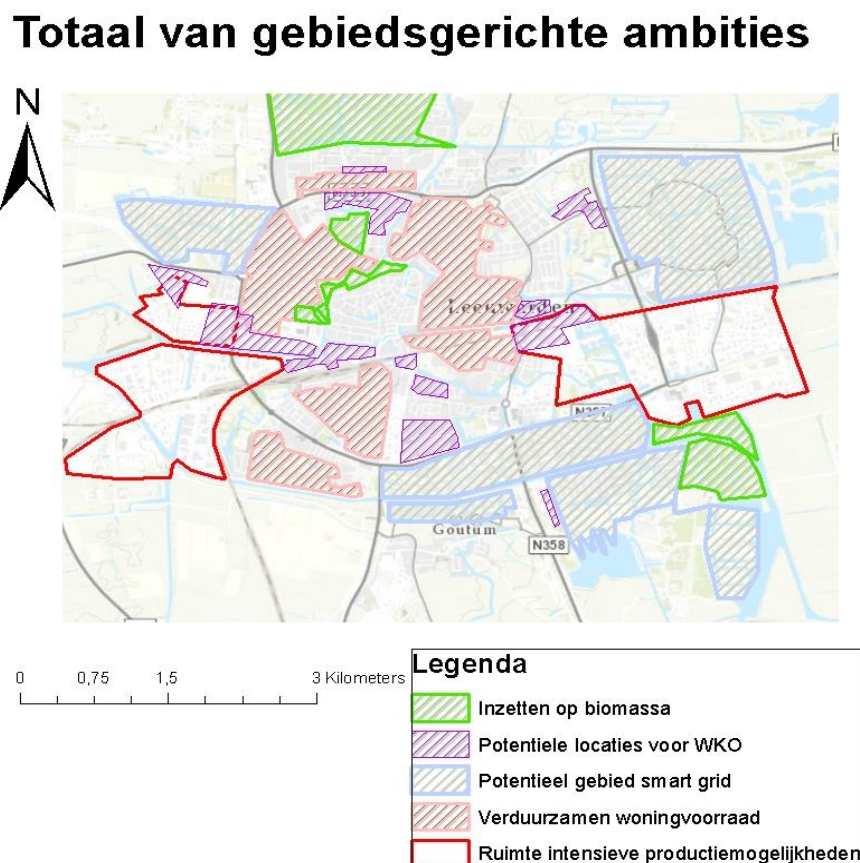 Totaal van gebiedsgerichte ambities
N
Leeuwarden
N357
Goutum
N358
0 0,75 1,5 3 Kilometers
Legenda
Inzetten op biomassa
Potentiele locaties voor WKO
Potentieel gebied smart grid
Verduurzamen woningvoorraad
Ruimte intensieve productiemogelijkheden